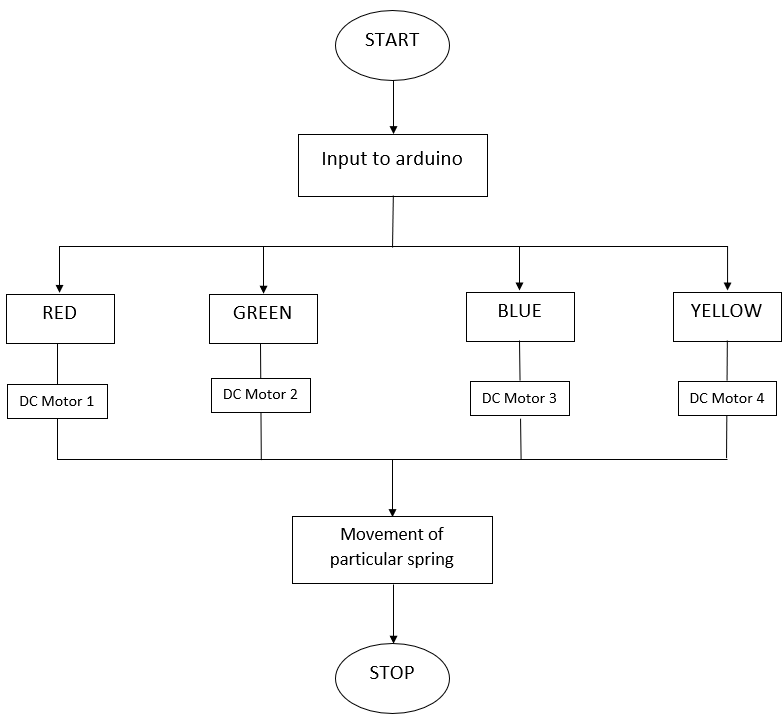 START
Input to arduino
RED
GREEN
BLUE
YELLOW
DC Motor 1
DC Motor 2
DC Motor 3
DC Motor 4
Movement of
particular spring
STOP